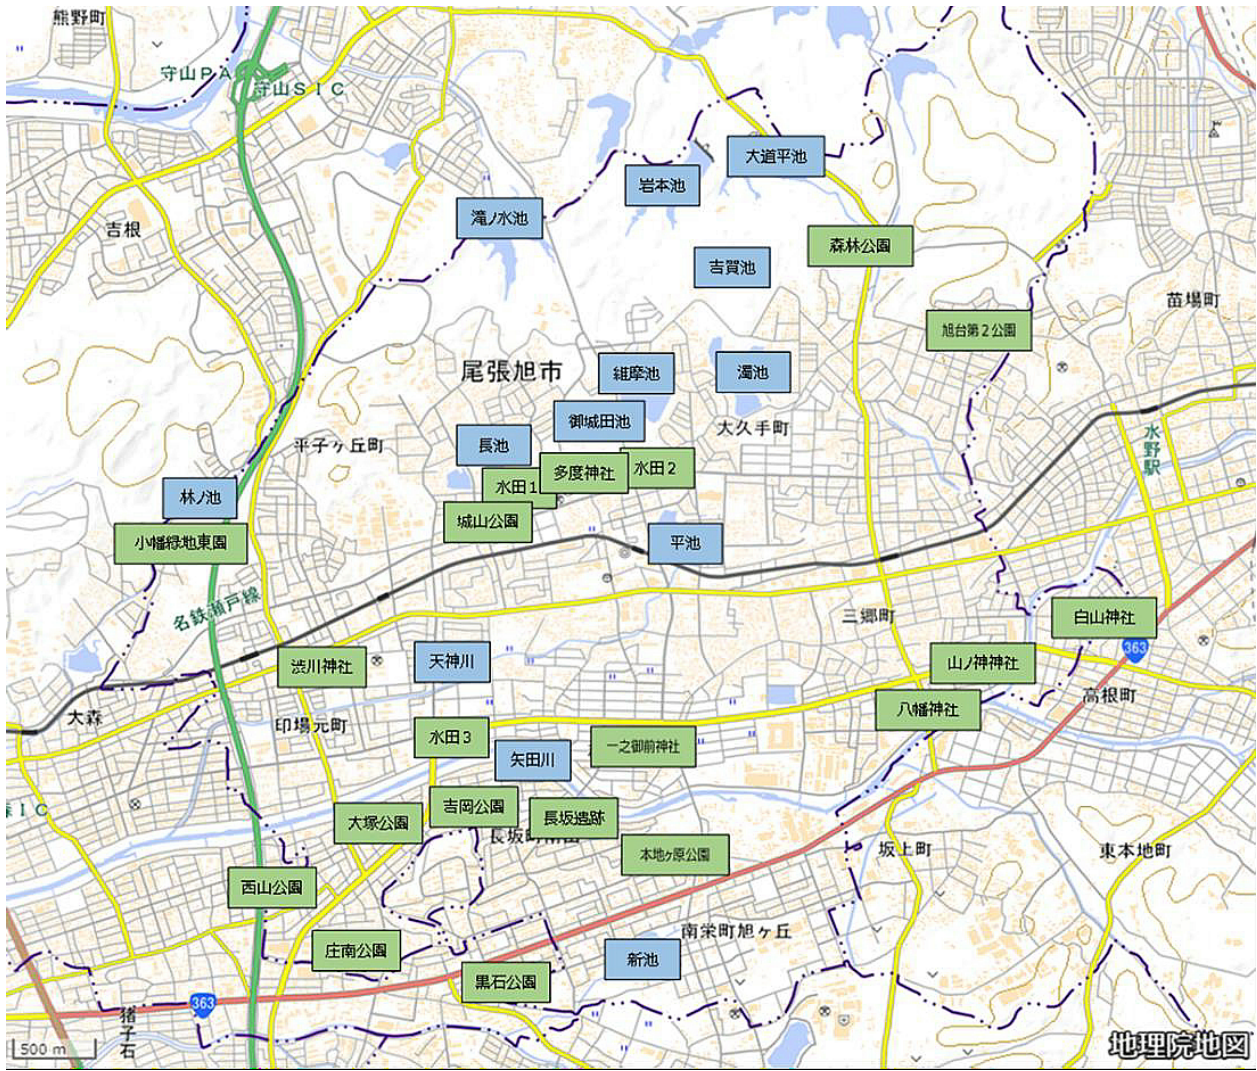 熊野町
守山ＰＡ
守山ＳＩＣ
大道平池
岩本池
滝ノ水池
吉根
森林公園
吉賀池
苗場町
旭台第２公園
尾張旭市
維摩池
濁池
御城田池
大久手町
長池
平子ヶ丘町
水野駅
多度神社
水田２
水田１
林ノ池
城山公園
小幡緑地東園
平池
名鉄瀬戸線
三郷町
白山神社
363
渋川神社
天神川
山ノ神神社
高根町
大森
印場元町
八幡神社
水田３
一之御前神社
矢田川
ＩＣ
吉岡公園
大塚公園
長坂遺跡
本地ヶ原公園
坂上町
東本地町
西山公園
南栄町旭ヶ丘
庄南公園
新池
黒石公園
363
猪子石
500 m
地理院地図